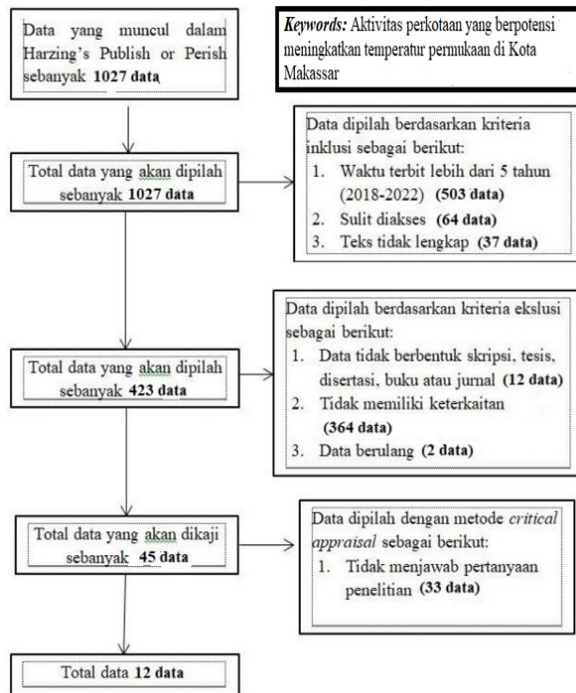 Data yang muncul dalam
Harzing's Publish or Perish
sebanyak 1027 data
Keywords: Aktivitas perkotaan yang berpotensi
meningkatkan temperatur permukaan di Kota
Makassar
Total data yang akan dipilah
sebanyak 1027 data
Data dipilah berdasarkan kriteria
inklusi sebagai berikut:
1. Waktu terbit lebih dari 5 tahun
(2018-2022) (503 data)
2. Sulit diakses (64 data)
3. Teks tidak lengkap (37 data)
Total data yang akan dipilah
sebanyak 423 data
Data dipilah berdasarkan kriteria ekslusi
sebagai berikut:
1. Data tidak berbentuk skripsi, tesis,
disertasi, buku atau jurnal (12 data)
2. Tidak memiliki keterkaitan
(364 data)
3. Data berulang (2 data)
Total data yang akan dikaji
sebanyak 45 data
Data dipilah dengan metode critical
appraisal sebagai berikut:
1. Tidak menjawab pertanyaan
penelitian (33 data)
Total data 12 data